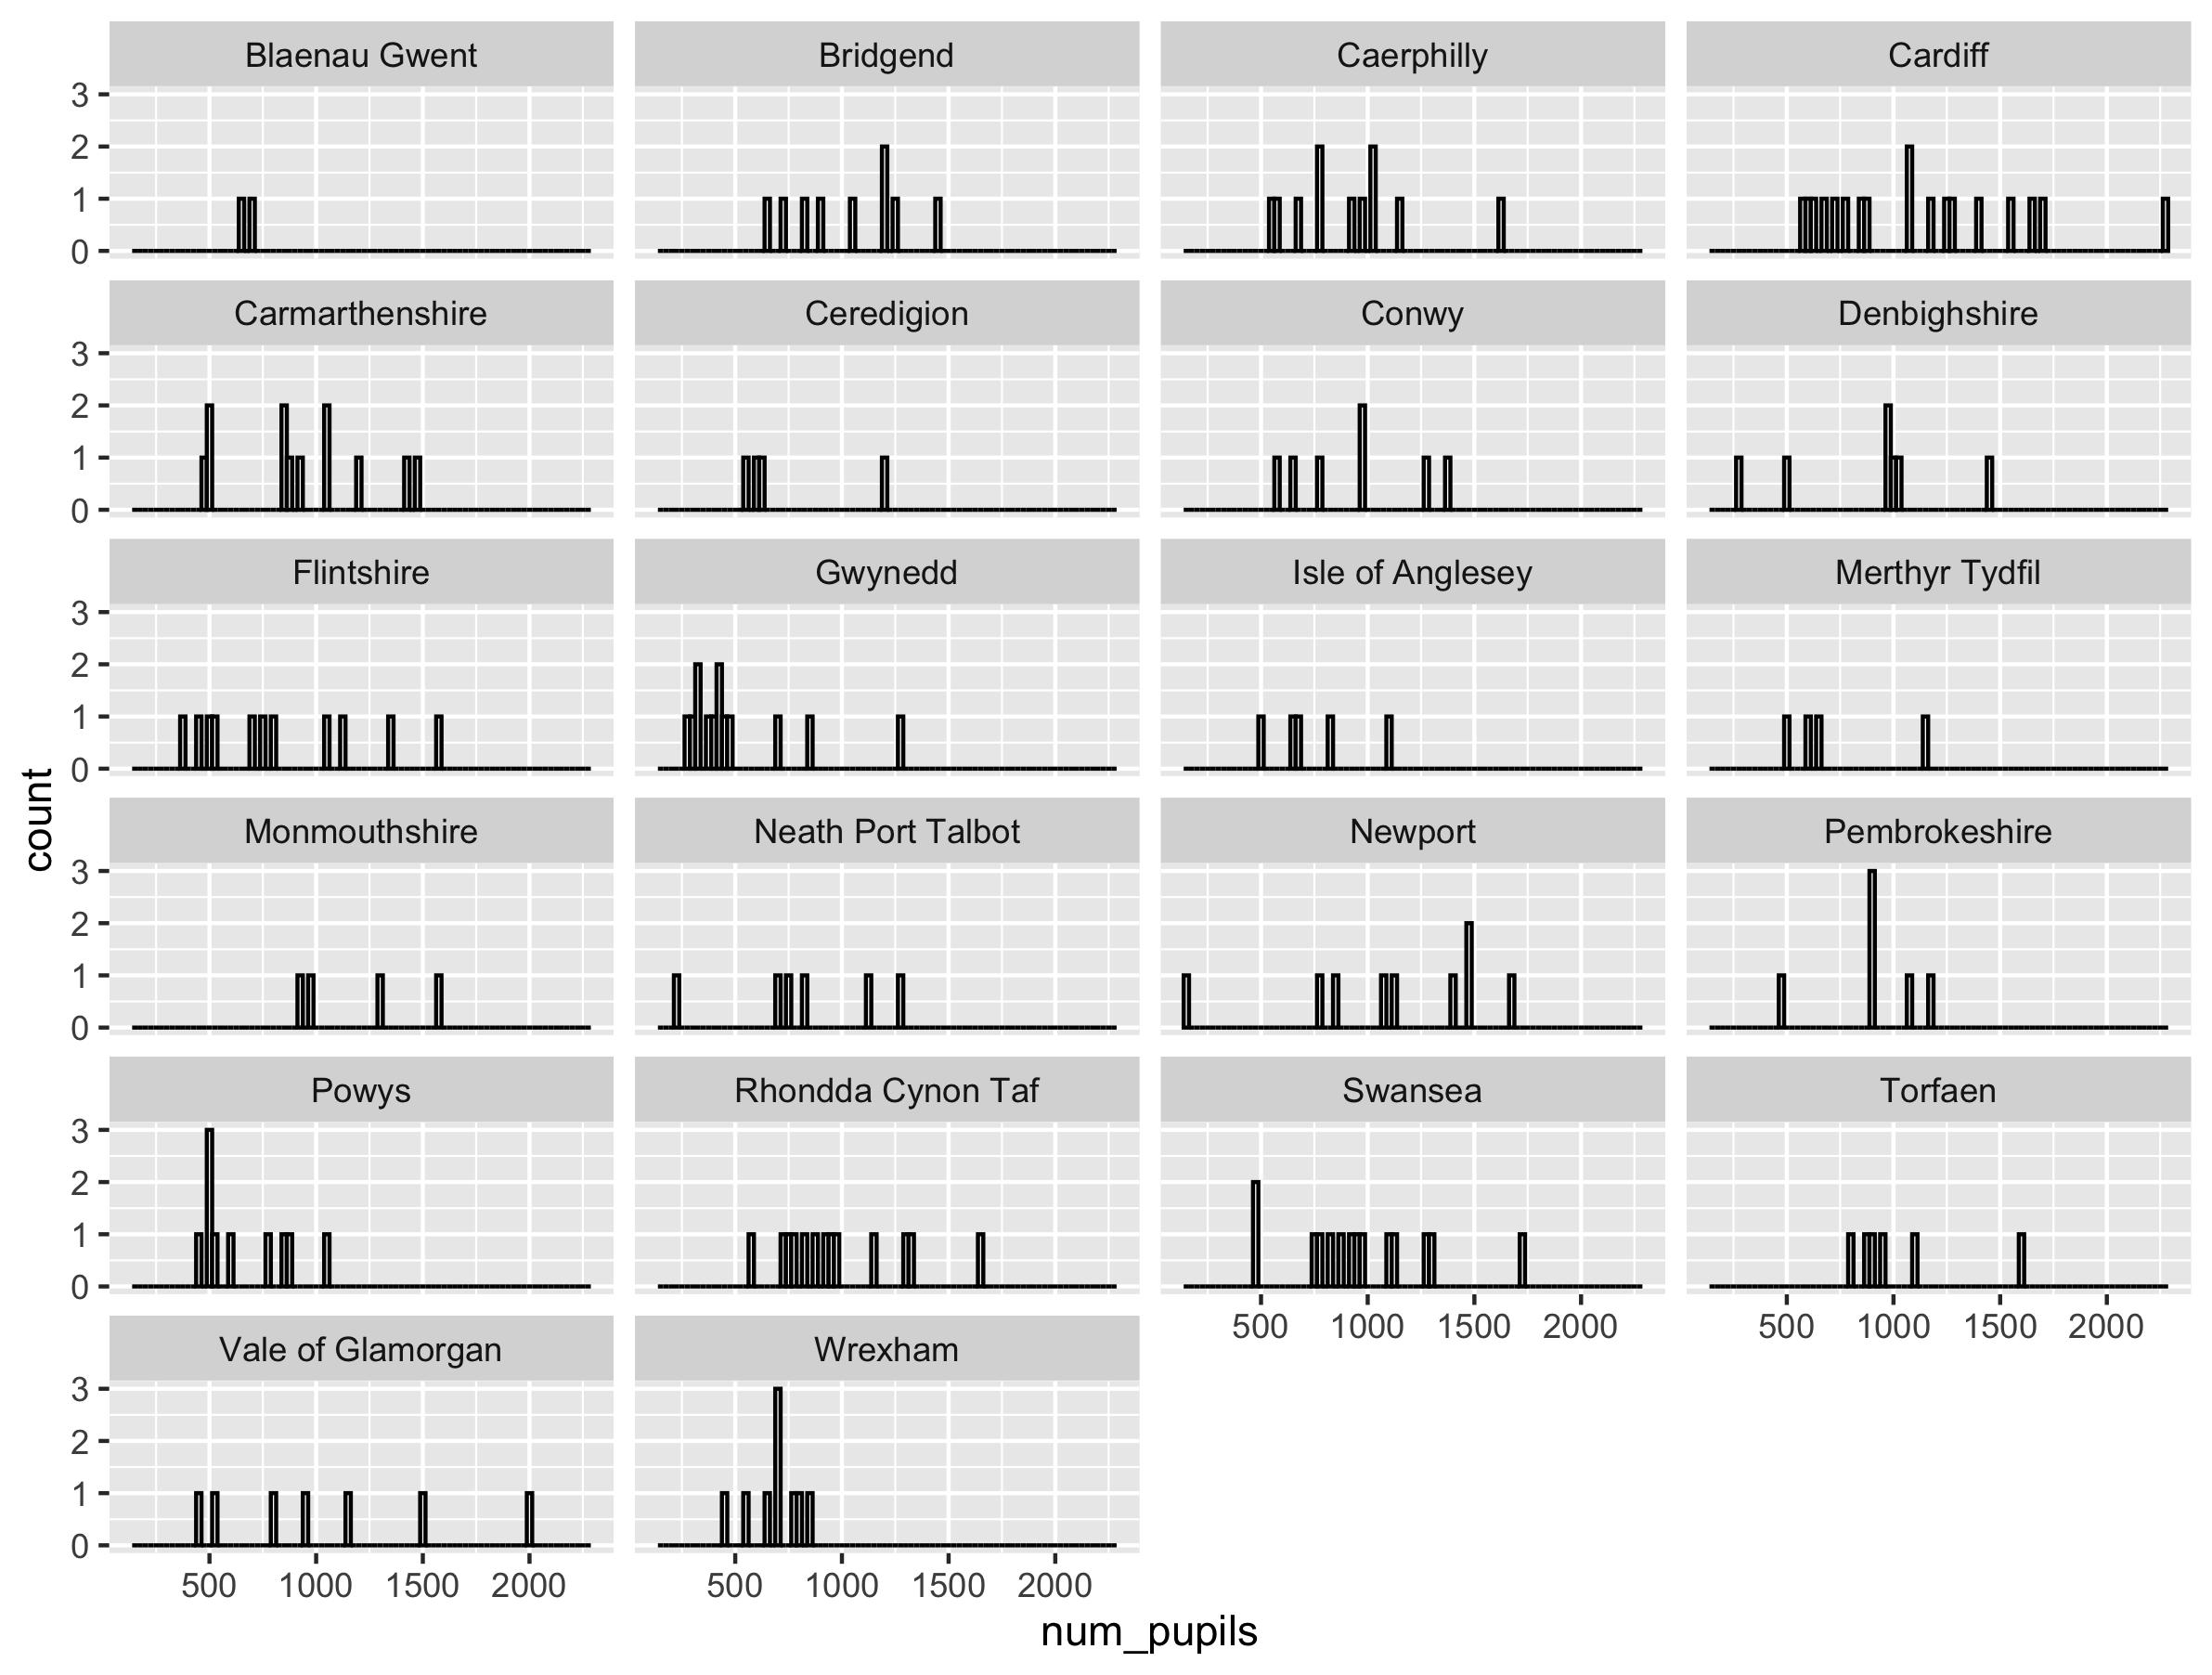 Blaenau Gwent Bridgend Caerphilly Cardiff
3
2
1
0
Carmarthenshire Ceredigion Conwy Denbighshire
3
2
1
0
Flintshire Gwynedd Isle of Anglesey Merthyr Tydfil
3
2
1
0
count
Monmouthshire Neath Port Talbot Newport Pembrokeshire
3
2
1
0
Powys Rhondda Cynon Taf Swansea Torfaen
3
2
1
0
500 1000 1500 2000 500 1000 1500 2000
Vale of Glamorgan Wrexham
3
2
1
0
500 1000 1500 2000 500 1000 1500 2000
num_pupils